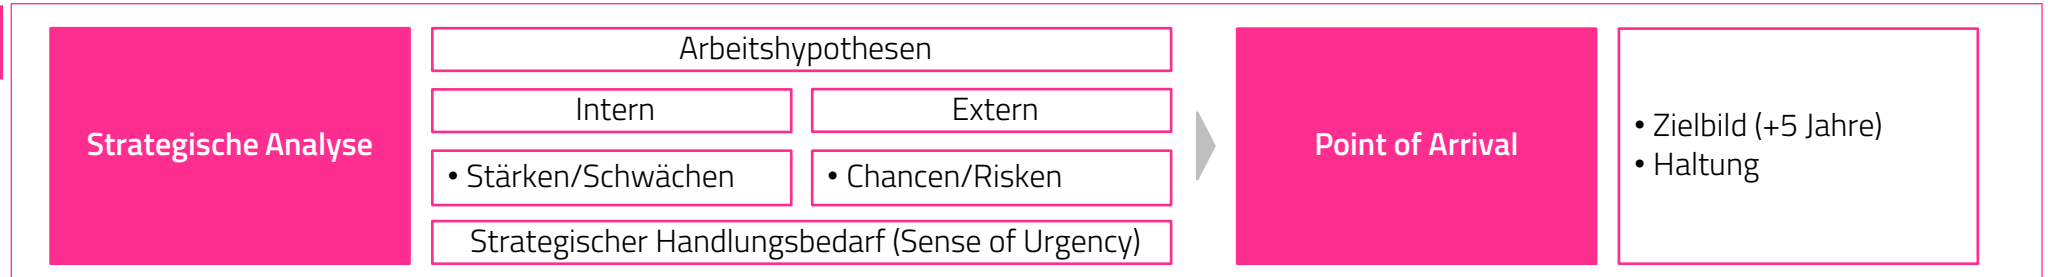 Strategische Analyse
Arbeitshypothesen
Intern
Extern
• Stärken/Schwächen
• Chancen/Risken
Strategischer Handlungsbedarf (Sense of Urgency)
Point of Arrival
• Zielbild (+5 Jahre)
• Haltung